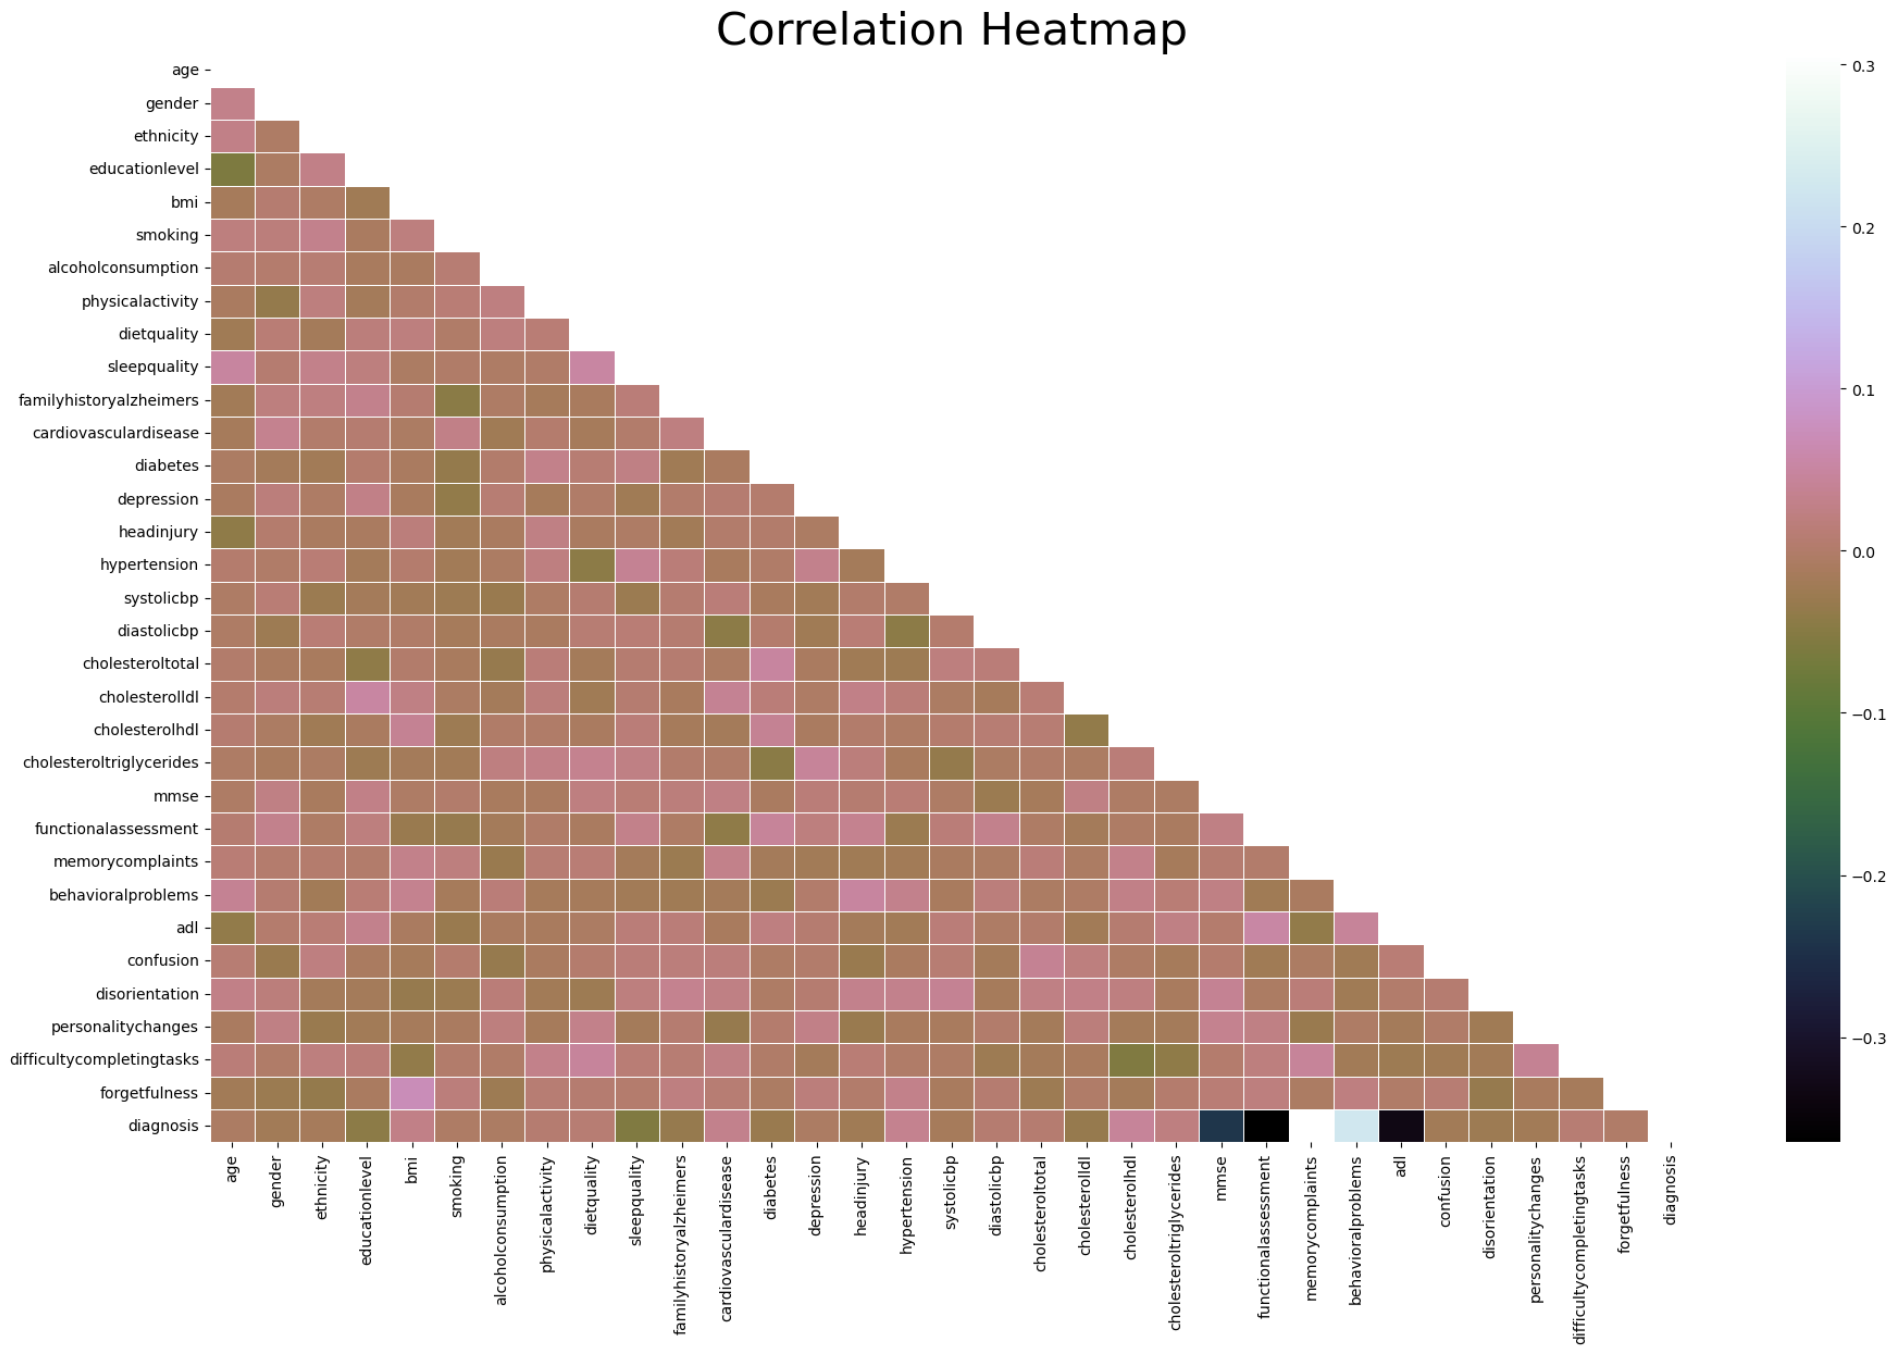 Correlation Heatmap
age
gender
ethnicity
educationlevel
bmi
smoking
alcoholconsumption
physicalactivity
dietquality
sleepquality
familyhistoryalzheimers
cardiovasculardisease
diabetes
depression
headinjury
hypertension
systolicbp
diastolicbp
cholesteroltotal
cholesterolldl
cholesterolhdl
cholesteroltriglycerides
mmse
functionalassessment
memorycomplaints
behavioralproblems
adl
confusion
disorientation
personalitychanges
difficultycompletingtasks
forgetfulness
diagnosis
age
gender
ethnicity
educationlevel
bmi
smoking
alcoholconsumption
physicalactivity
dietquality
sleepquality
familyhistoryalzheimers
cardiovasculardisease
diabetes
depression
headinjury
hypertension
systolicbp
diastolicbp
cholesteroltotal
cholesterolldl
cholesterolhdl
cholesteroltriglycerides
mmse
functionalassessment
memorycomplaints
behavioralproblems
adl
confusion
disorientation
personalitychanges
difficultycompletingtasks
forgetfulness
diagnosis
0.3
0.2
0.1
0.0
−0.1
−0.2
−0.3